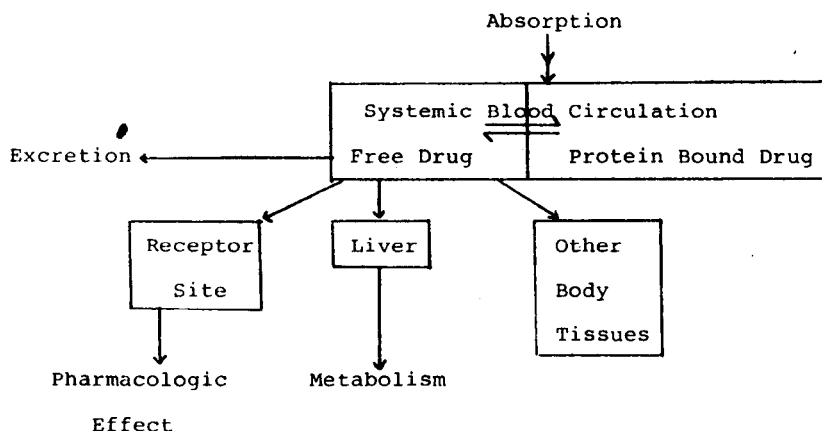 Absorption
Systemic Blood Circulation
Excretion
Free Drug
Protein Bound Drug
Receptor
Site
Liver
Other
Body
Tissues
Pharmacologic
Effect
Metabolism